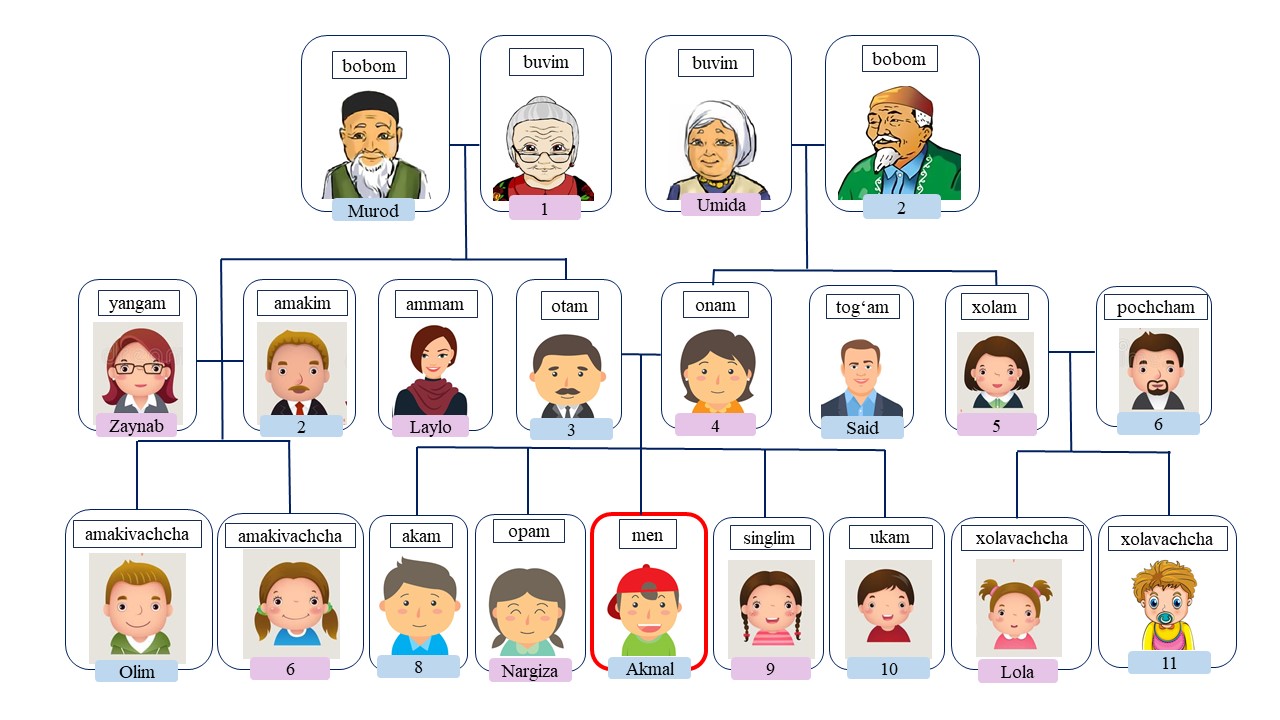 bobom
buvim
buvim
bobom
Murod
1
Umida
2
yangam
amakim
ammam
otam
onam
tog‘am
xolam
pochcham
Zaynab
2
Laylo
3
4
Said
5
6
amakivachcha
amakivachcha
akam
opam
men
singlim
ukam
xolavachcha
xolavachcha
Olim
6
8
Nargiza
Akmal
9
10
Lola
11